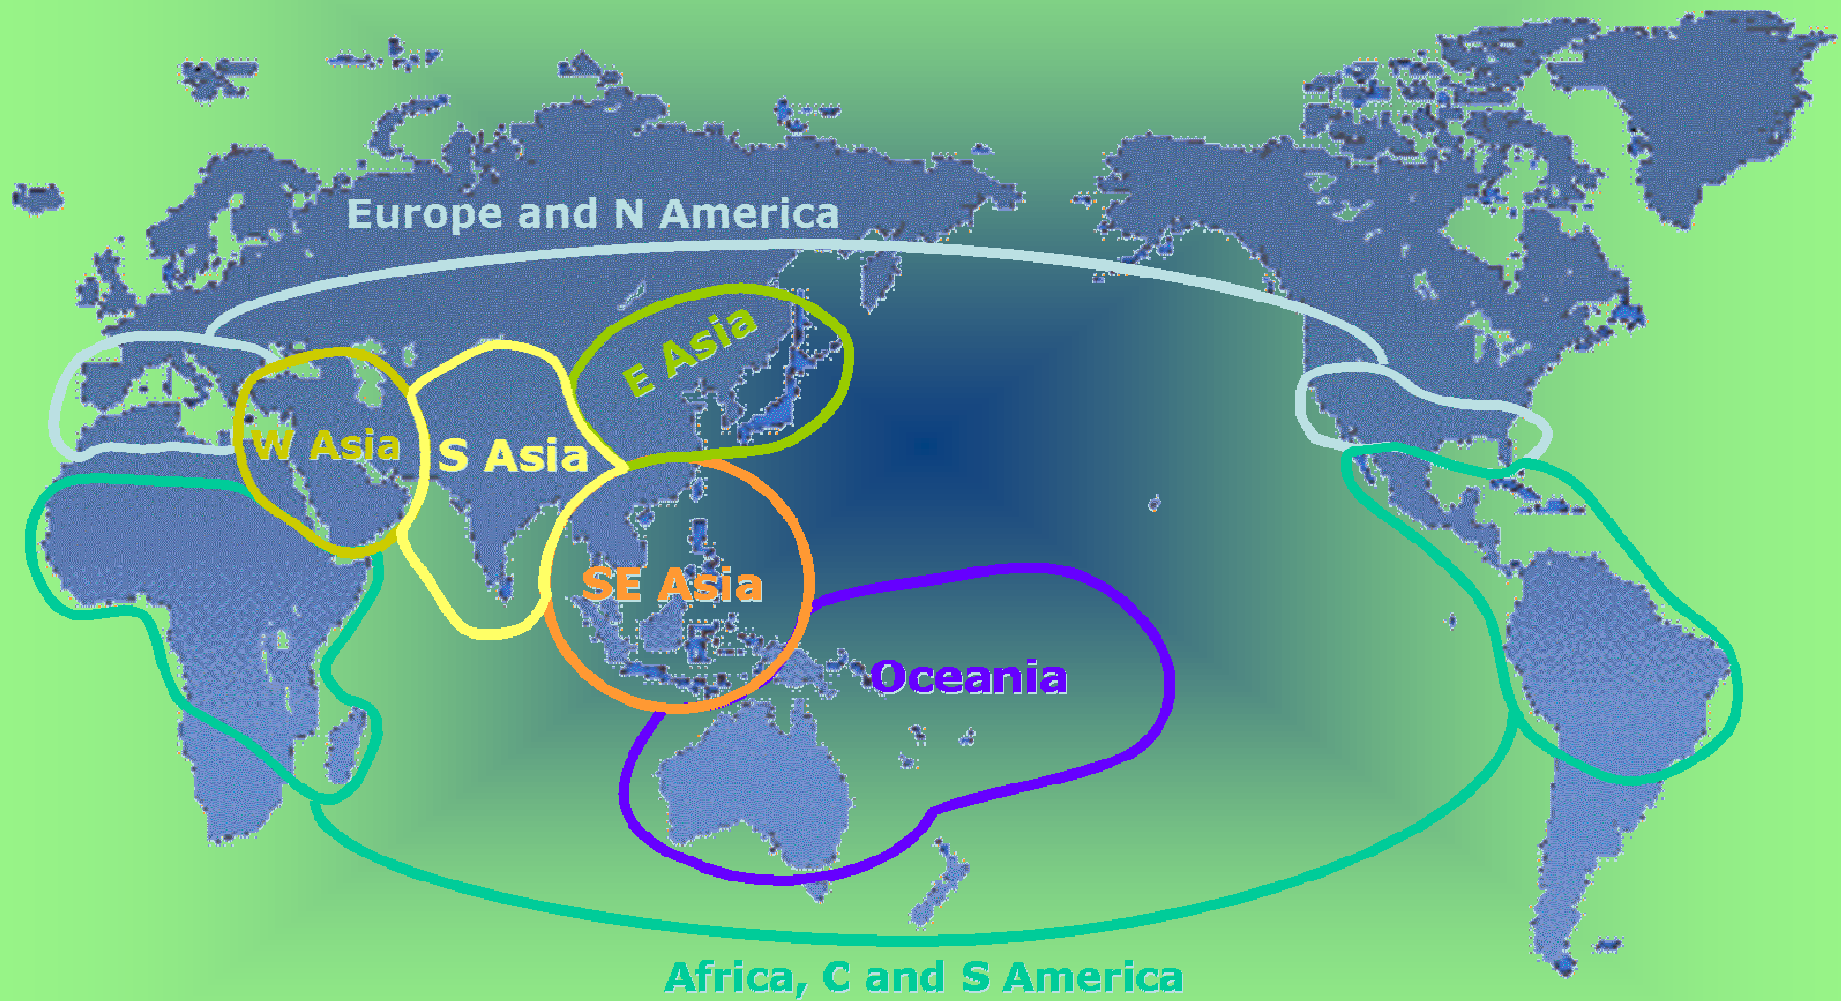 Europe and N America
E Asia
W Asia
S Asia
SE Asia
Oceania
Africa, C and S America